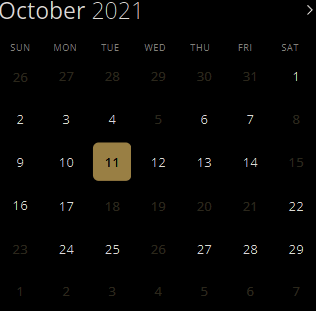 October 2021
SUN MON TUE WED THU FRI SAT
26 27 28 29 30 31 1
2 3 4 5 6 7 8
9 10 11 12 13 14 15
16 17 18 19 20 21 22
23 24 25 26 27 28 29
1 2 3 4 5 6 7